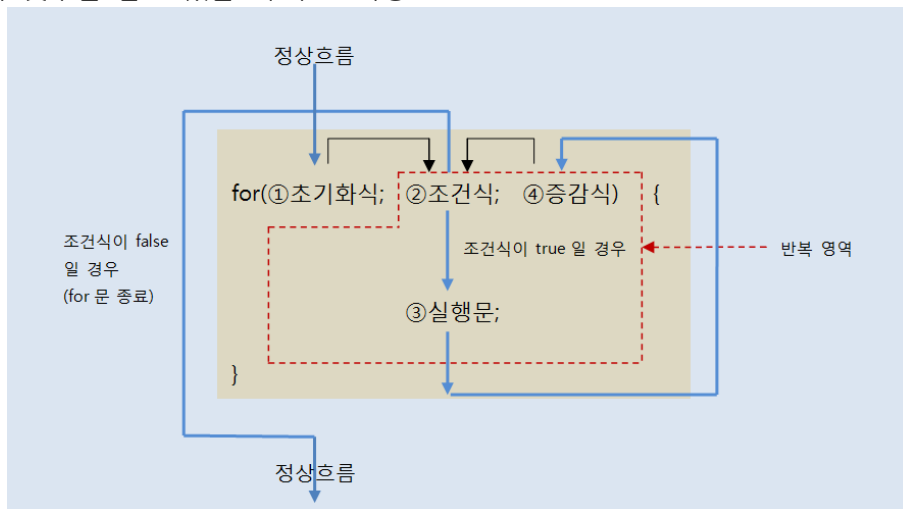 정상흐름
for(①초기화식; ②조건식; ④증감식) {
조건식이 false
일 경우
(for 문 종료)
조건식이 true 일 경우
반복 영역
③실행문;
}
정상흐름